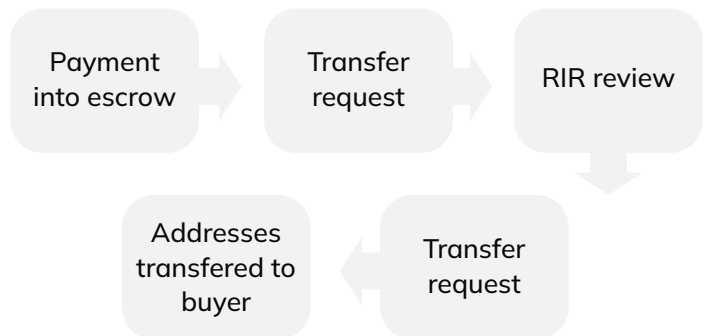 Payment
into escrow
Transfer
request
RIR review
Transfer
request
Addresses
transfered to
buyer